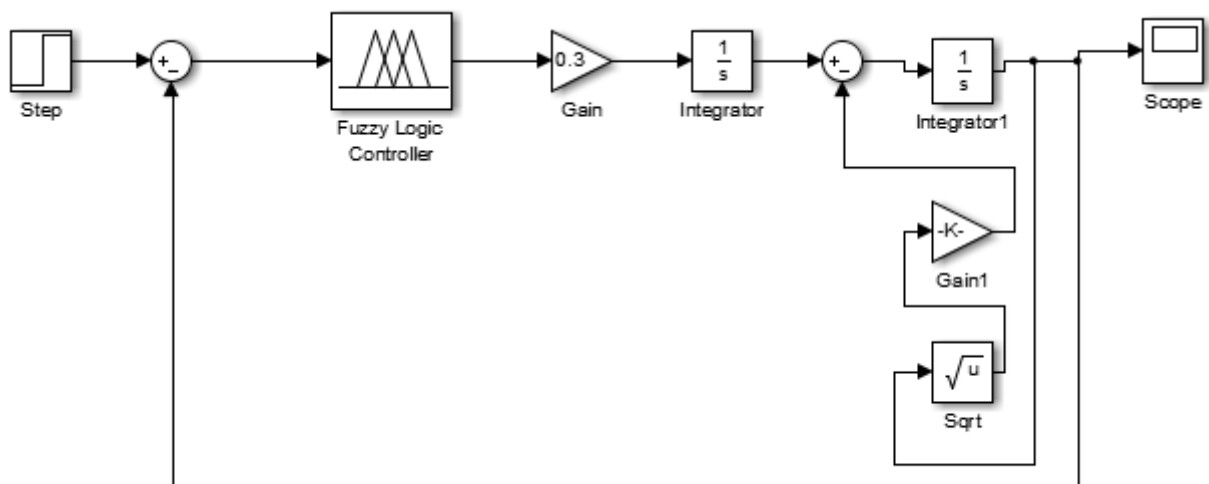 +
−
Step
Fuzzy Logic
Controller
0.3
Gain
1
s
Integrator
+
−
1
s
Integrator1
Scope
-K-
Gain1
√u
Sqrt